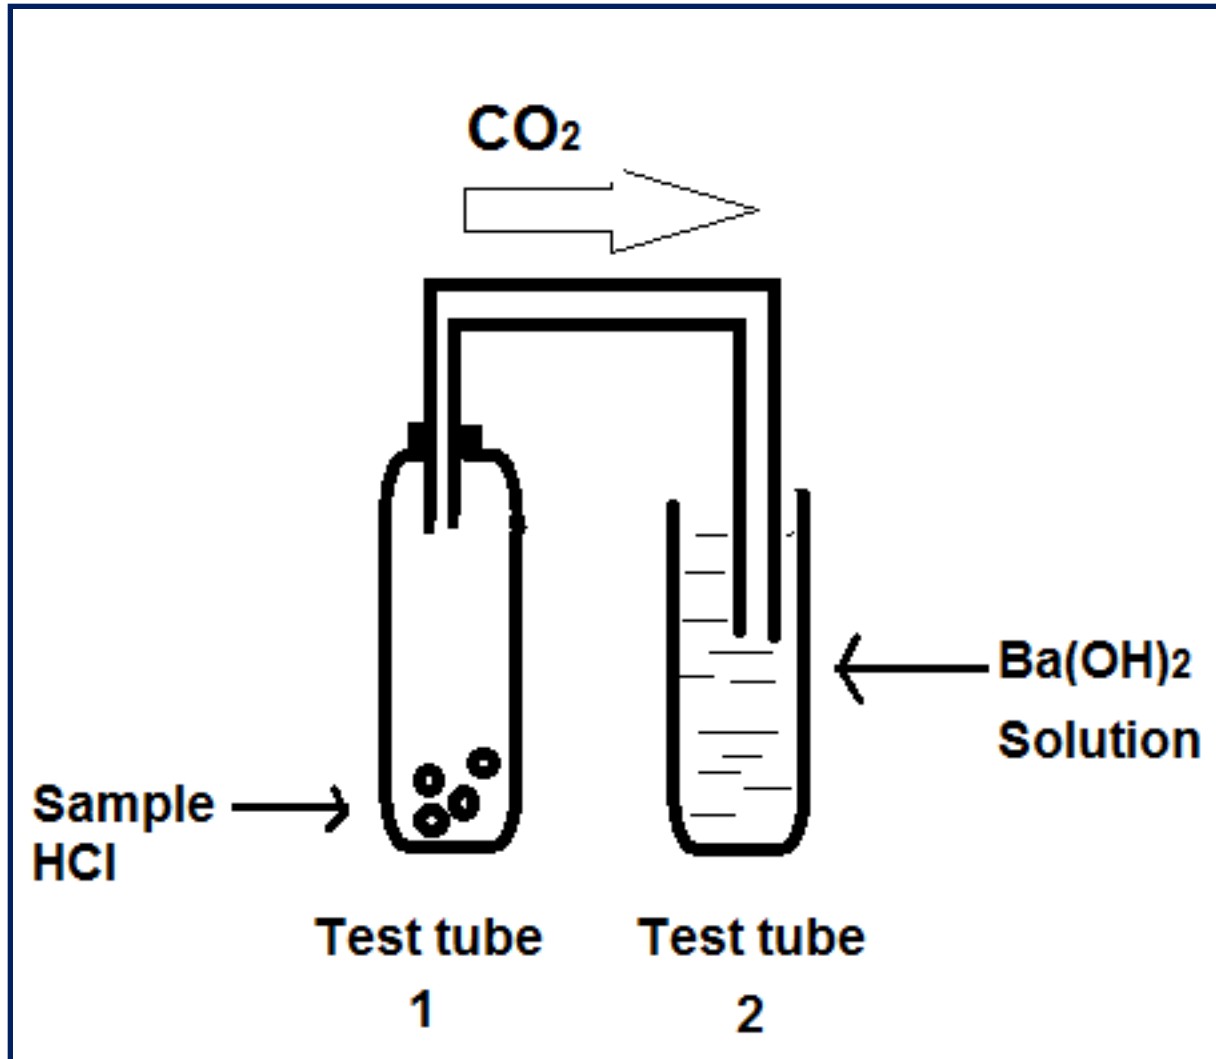 CO₂
Ba(OH)₂
Solution
Sample
HCl
Test tube
1
Test tube
2